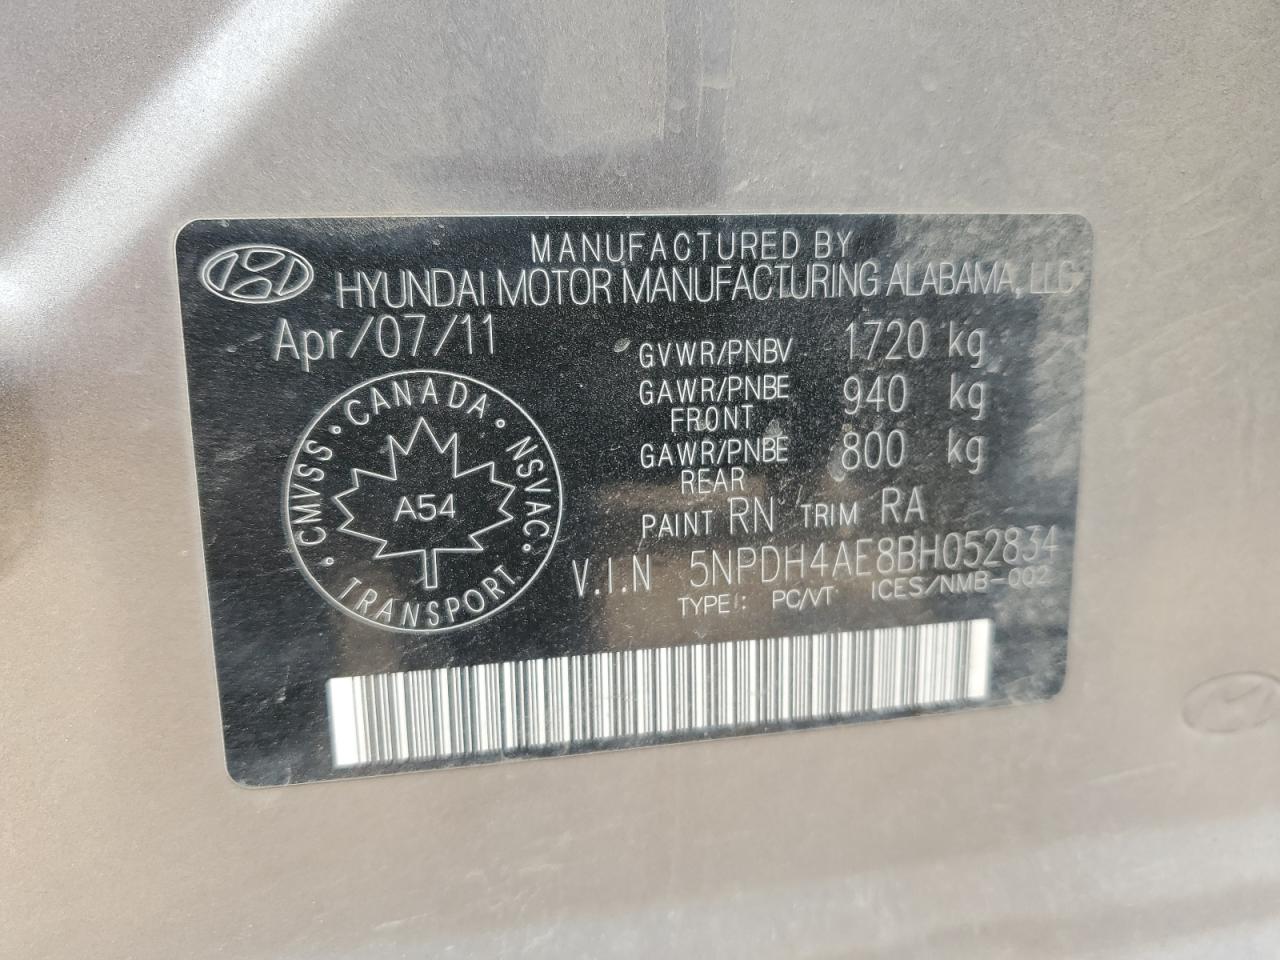 MANUFACTURED BY
HYUNDAI MOTOR MANUFACTURING ALABAMA, LLC
Apr/07/11
GVWR/PNBV 1720 kg
GAWR/PNBE FRONT 940 kg
GAWR/PNBE REAR 800 kg
PAINT RN TRIM RA
V.I.N 5NPDH4AE8BH052834
TYPE: PC/VT ICES/NMB-002
CMVSS · CANADA · NSVAC · TRANSPORT
A54